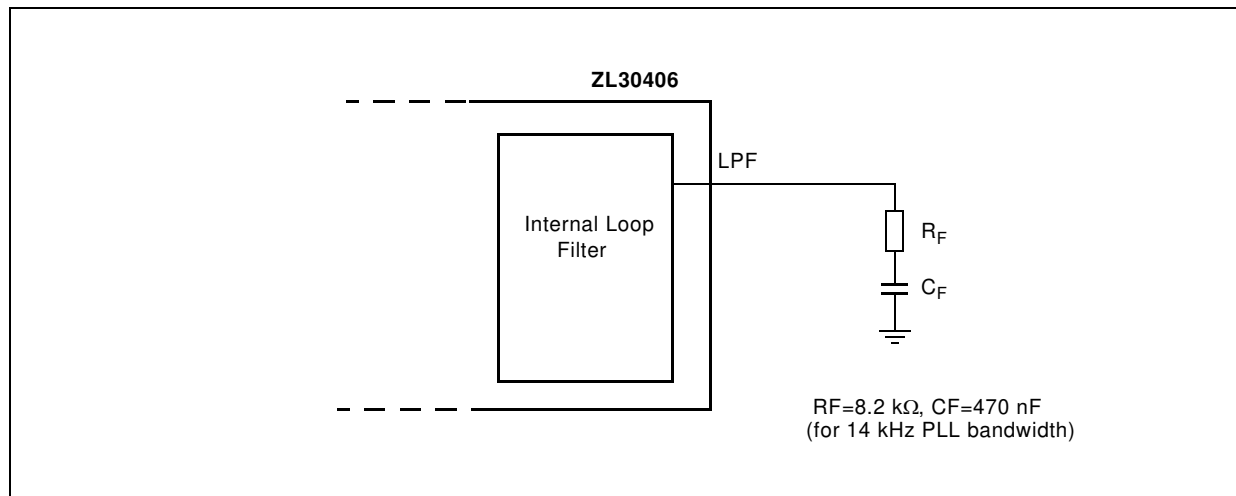 ZL30406
LPF
Internal Loop
Filter
RF
CF
RF=8.2 kΩ, CF=470 nF
(for 14 kHz PLL bandwidth)